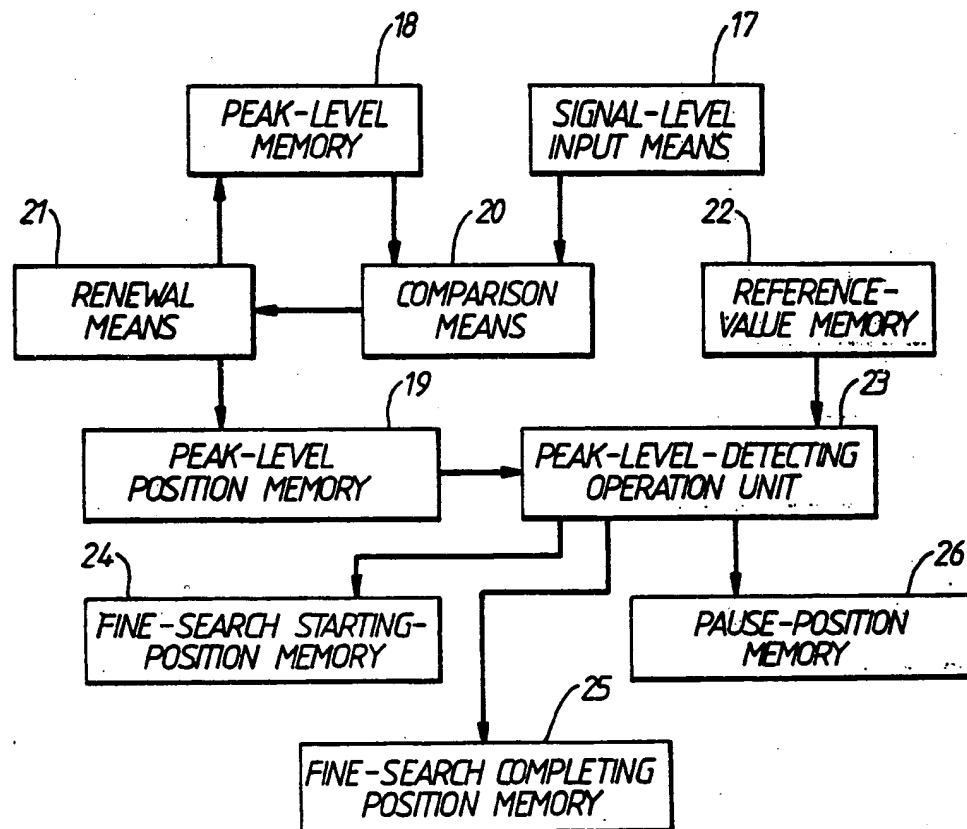 18
17
PEAK-LEVEL
MEMORY
SIGNAL-LEVEL
INPUT MEANS
21
20
22
RENEWAL
MEANS
COMPARISON
MEANS
REFERENCE-
VALUE MEMORY
19
23
PEAK-LEVEL
POSITION MEMORY
PEAK-LEVEL-DETECTING
OPERATION UNIT
24
26
FINE-SEARCH STARTING-
POSITION MEMORY
PAUSE-POSITION
MEMORY
25
FINE-SEARCH COMPLETING
POSITION MEMORY